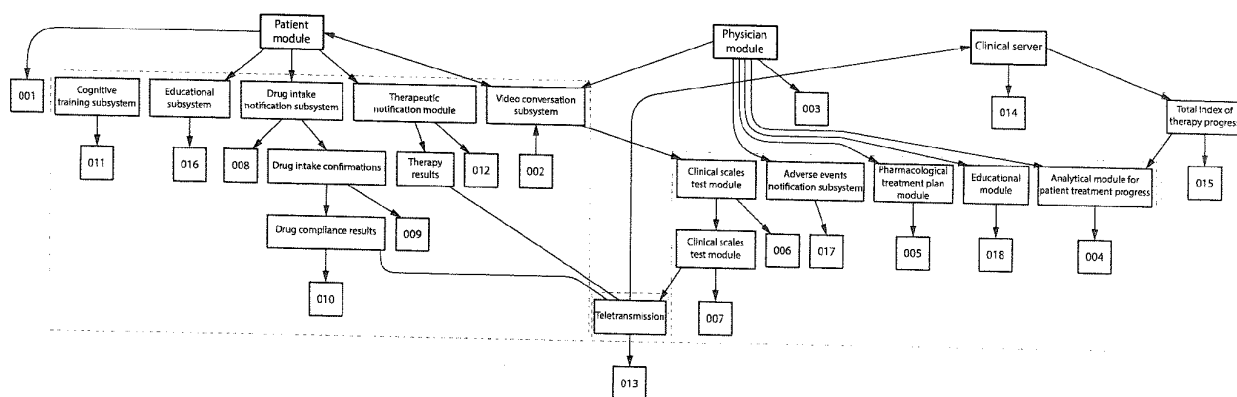 Patient
module
Physician
module
Clinical server
001
Cognitive
training subsystem
Educational
subsystem
Drug intake
notification subsystem
Therapeutic
notification module
Video conversation
subsystem
003
014
Total index of
therapy progress
011
016
008
Drug intake confirmations
Therapy
results
012
002
Clinical scales
test module
Adverse events
notification subsystem
Pharmacological
treatment plan
module
Educational
module
Analytical module for
patient treatment progress
015
Drug compliance results
009
Clinical scales
test module
006
017
005
018
004
010
Teletransmission
007
013